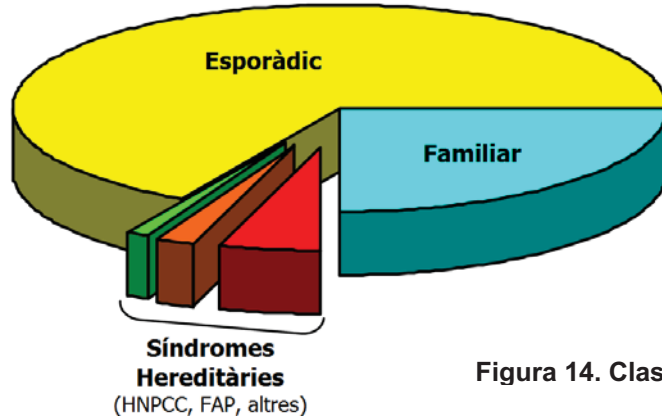 Esporàdic
Familiar
Síndromes
Hereditàries
(HNPCC, FAP, altres)
Figura 14. Clas